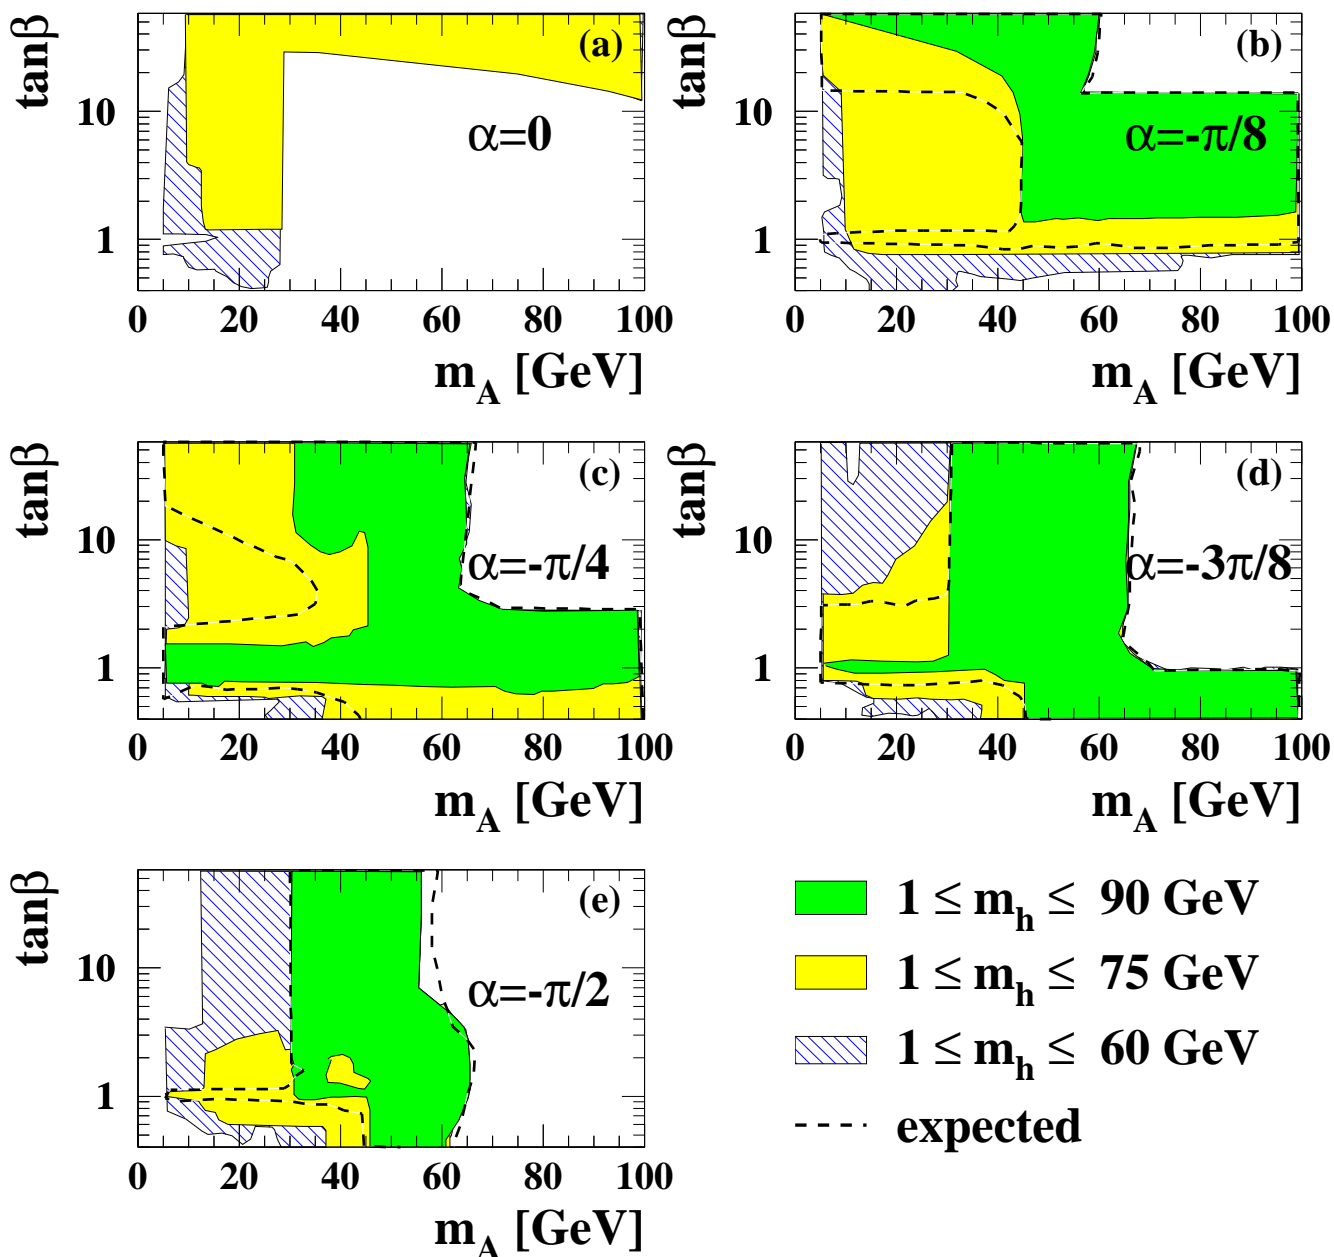 tanβ
10
1
(a)
α=0
0 20 40 60 80 100
m_A [GeV]
tanβ
10
1
(b)
α=-π/8
0 20 40 60 80 100
m_A [GeV]
tanβ
10
1
(c)
α=-π/4
0 20 40 60 80 100
m_A [GeV]
tanβ
10
1
(d)
α=-3π/8
0 20 40 60 80 100
m_A [GeV]
tanβ
10
1
(e)
α=-π/2
0 20 40 60 80 100
m_A [GeV]
1 ≤ m_h ≤ 90 GeV
1 ≤ m_h ≤ 75 GeV
1 ≤ m_h ≤ 60 GeV
expected